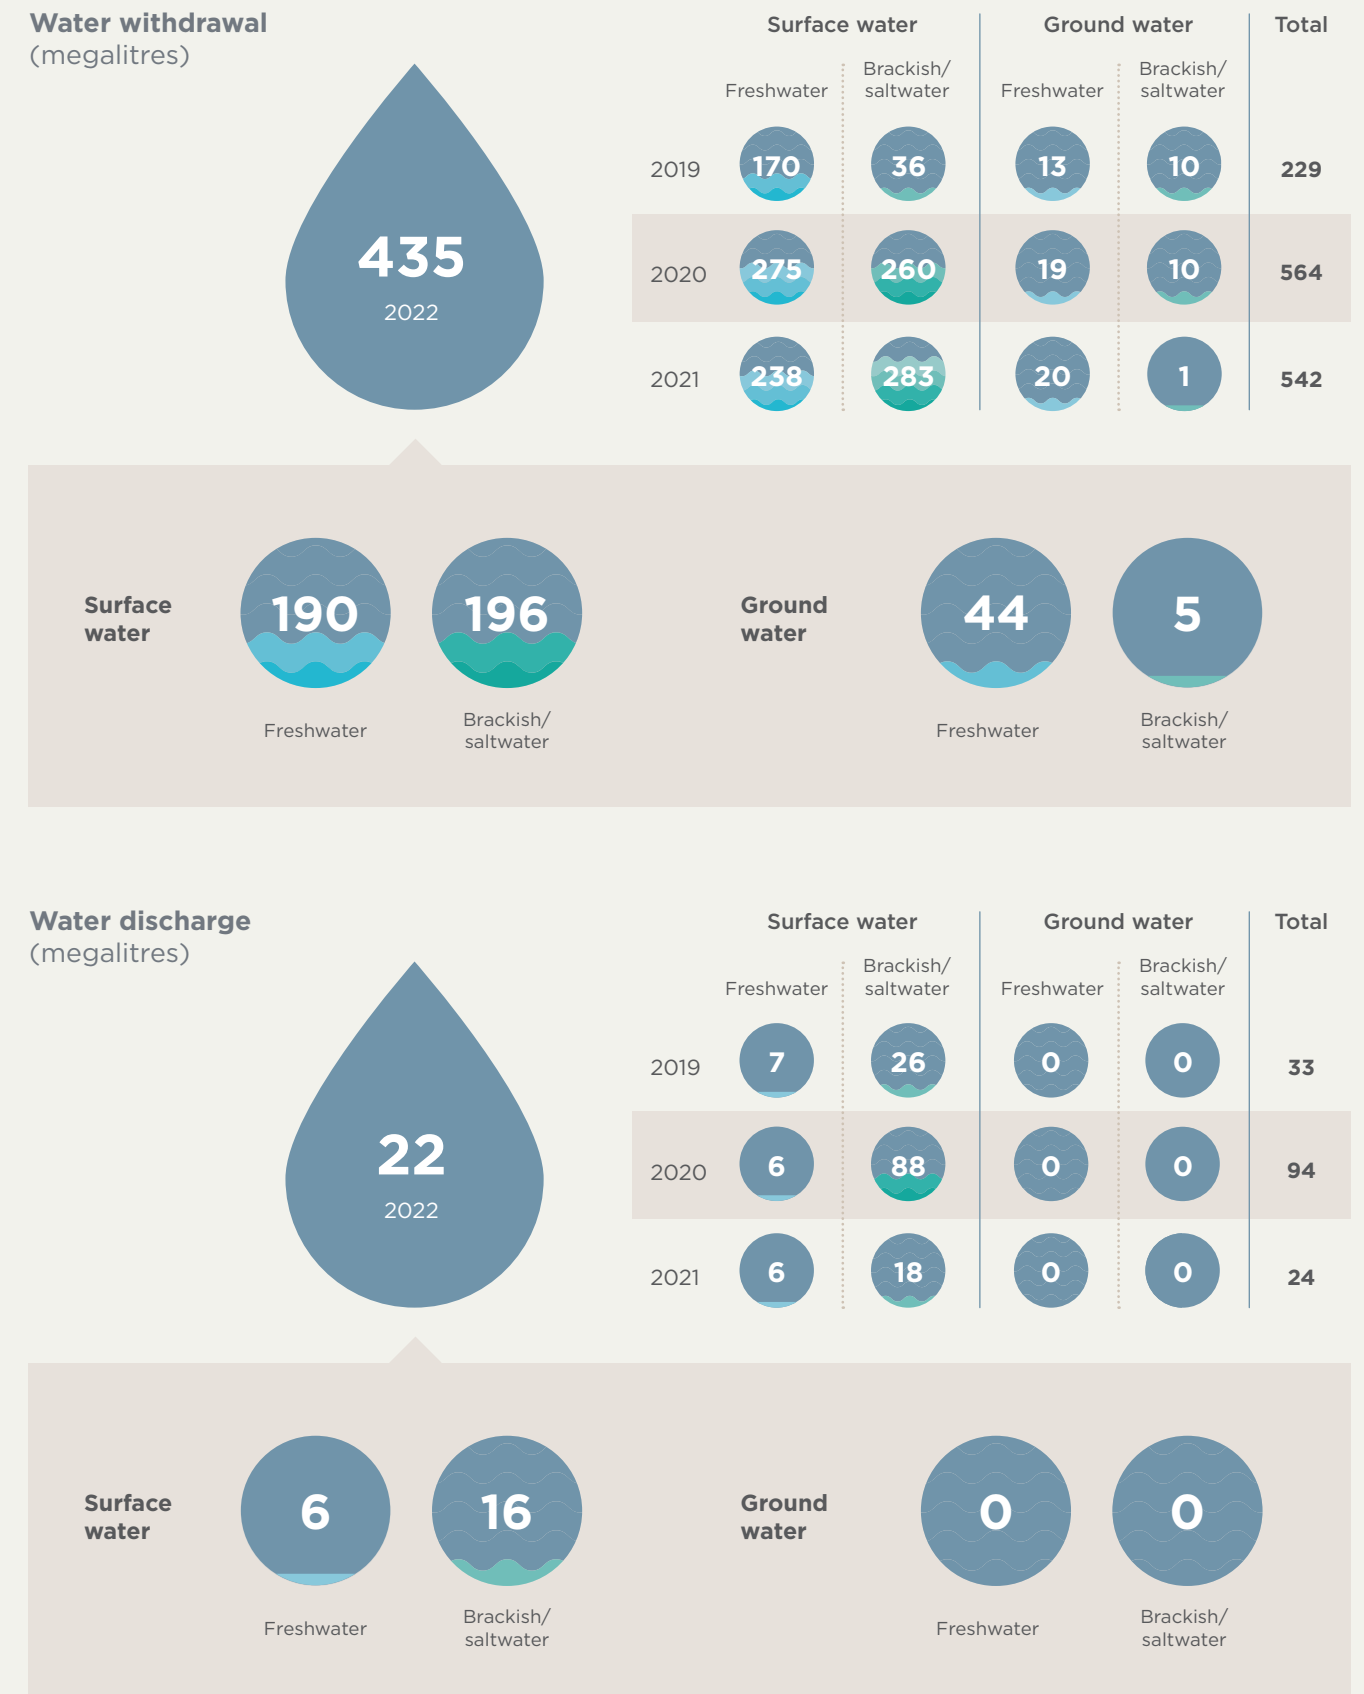 Water withdrawal
(megalitres)
435
2022
Surface water Ground water Total
Freshwater Brackish/ saltwater Freshwater Brackish/ saltwater
2019 170 36 13 10 229
2020 275 260 19 10 564
2021 238 283 20 1 542
Surface
water
190 196
Freshwater Brackish/
saltwater
Ground
water
44 5
Freshwater Brackish/
saltwater
Water discharge
(megalitres)
22
2022
Surface water Ground water Total
Freshwater Brackish/ saltwater Freshwater Brackish/ saltwater
2019 7 26 0 0 33
2020 6 88 0 0 94
2021 6 18 0 0 24
Surface
water
6 16
Freshwater Brackish/
saltwater
Ground
water
0 0
Freshwater Brackish/
saltwater